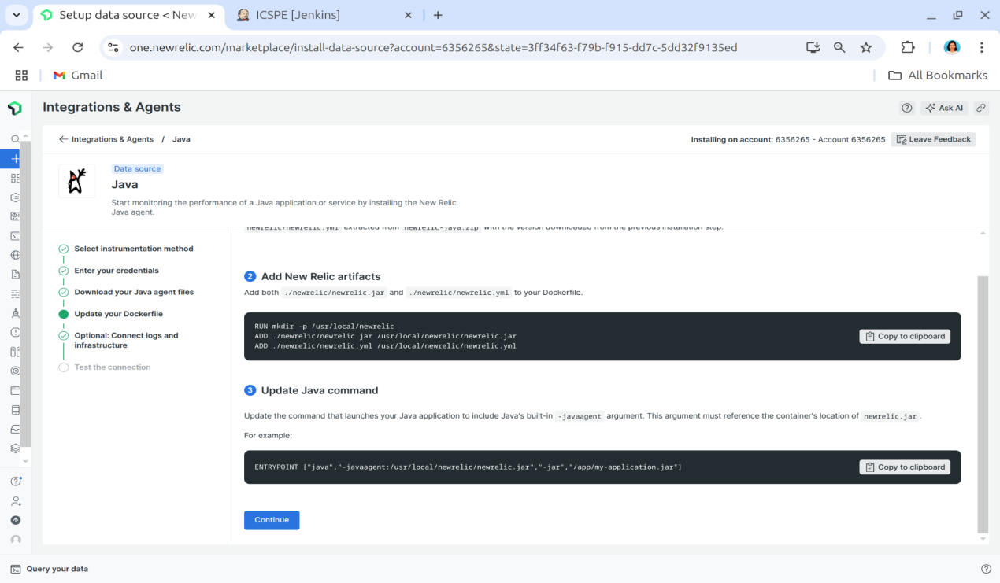 Setup data source < New
ICSPE [Jenkins]
one.newrelic.com/marketplace/install-data-source?account=6356265&state=3ff34f63-f79b-f915-dd7c-5dd32f9135ed
Gmail
All Bookmarks
Integrations & Agents
Ask AI
Integrations & Agents / Java
Installing on account: 6356265 - Account 6356265
Leave Feedback
Data source
Java
Start monitoring the performance of a Java application or service by installing the New Relic
Java agent.
Select instrumentation method
Enter your credentials
Download your Java agent files
Update your Dockerfile
Optional: Connect logs and
infrastructure
Test the connection
newrelic/newrelic.yml extracted from newrelic-java.zip with the version downloaded from the previous installation step.
2 Add New Relic artifacts
Add both ./newrelic/newrelic.jar and ./newrelic/newrelic.yml to your Dockerfile.
RUN mkdir -p /usr/local/newrelic
ADD ./newrelic/newrelic.jar /usr/local/newrelic/newrelic.jar
ADD ./newrelic/newrelic.yml /usr/local/newrelic/newrelic.yml
Copy to clipboard
3 Update Java command
Update the command that launches your Java application to include Java's built-in -javaagent argument. This argument must reference the container's location of newrelic.jar.
For example:
ENTRYPOINT ["java","-javaagent:/usr/local/newrelic/newrelic.jar","-jar","/app/my-application.jar"]
Copy to clipboard
Continue
Query your data